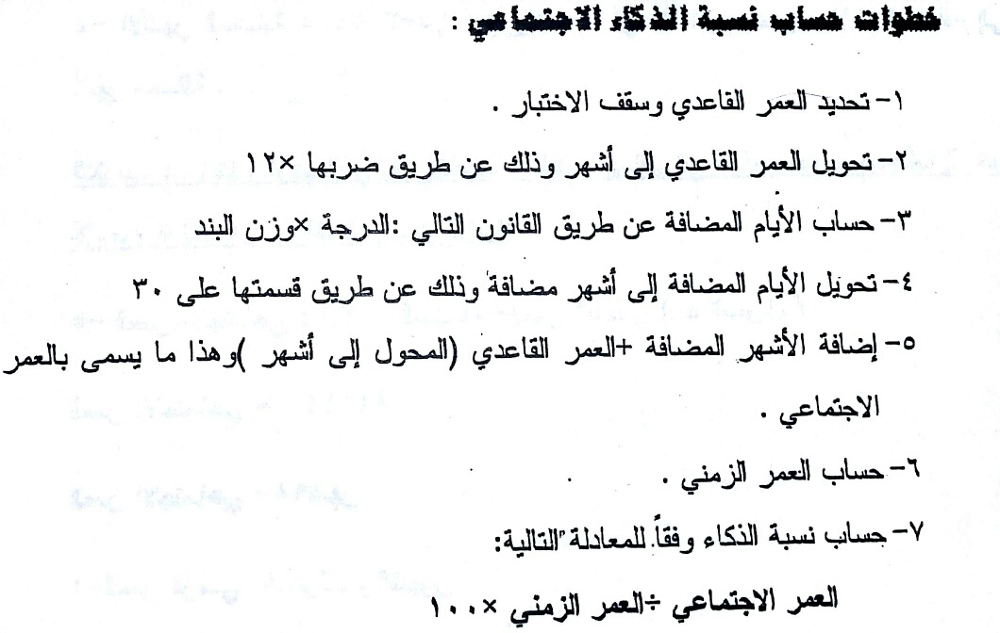 خطوات حساب نسبة الذكاء الاجتماعي :
١- تحديد العمر القاعدي وسقف الاختبار .
٢- تحويل العمر القاعدي إلى أشهر وذلك عن طريق ضربها ×١٢
٣- حساب الأيام المضافة عن طريق القانون التالي :الدرجة ×وزن البند
٤- تحويل الأيام المضافة إلى أشهر مضافة وذلك عن طريق قسمتها على ٣٠
٥- إضافة الأشهر المضافة +العمر القاعدي (المحول إلى أشهر )وهذا ما يسمى بالعمر
الاجتماعي .
٦- حساب العمر الزمني .
٧- حساب نسبة الذكاء وفقاً للمعادلة التالية:
العمر الاجتماعي ÷العمر الزمني ×١٠٠